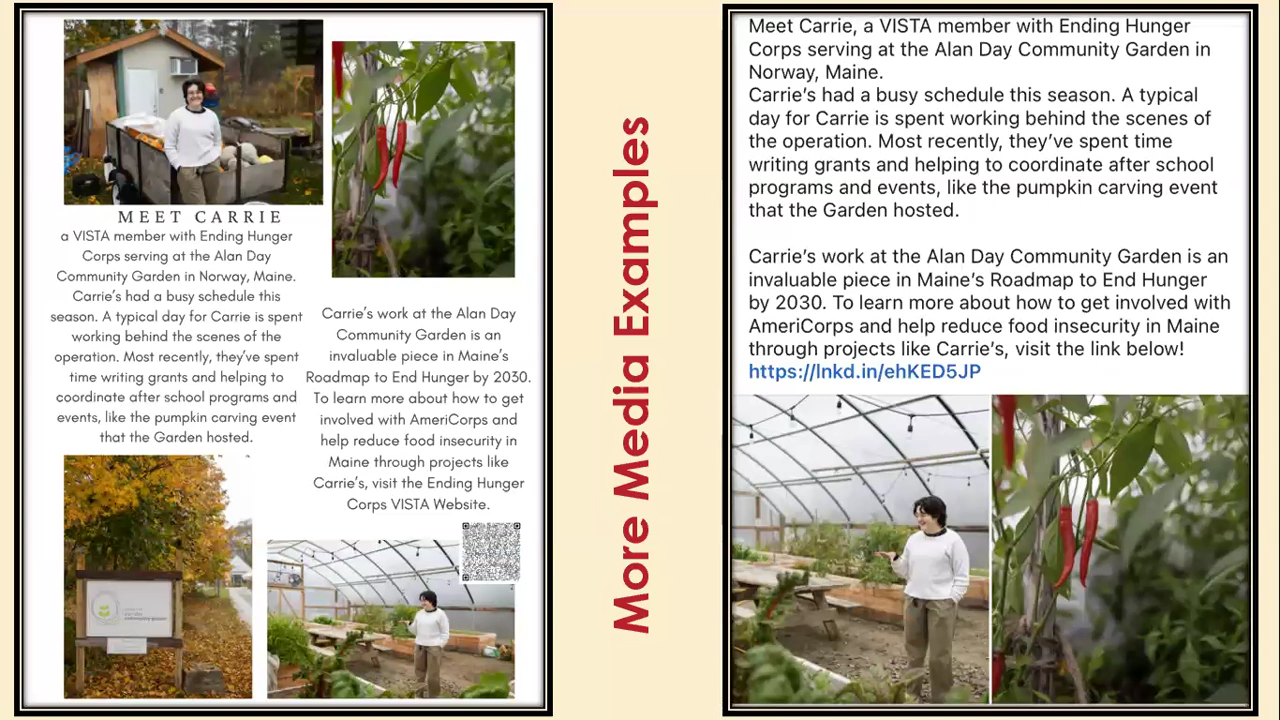 MEET CARRIE
a VISTA member with Ending Hunger
Corps serving at the Alan Day
Community Garden in Norway, Maine.
Carrie's had a busy schedule this
season. A typical day for Carrie is spent
working behind the scenes of the
operation. Most recently, they've spent
time writing grants and helping to
coordinate after school programs and
events, like the pumpkin carving event
that the Garden hosted.
Carrie's work at the Alan Day
Community Garden is an
invaluable piece in Maine's
Roadmap to End Hunger by 2030.
To learn more about how to get
involved with AmeriCorps and
help reduce food insecurity in
Maine through projects like
Carrie's, visit the Ending Hunger
Corps VISTA Website.
More Media Examples
Meet Carrie, a VISTA member with Ending Hunger
Corps serving at the Alan Day Community Garden in
Norway, Maine.
Carrie's had a busy schedule this season. A typical
day for Carrie is spent working behind the scenes of
the operation. Most recently, they've spent time
writing grants and helping to coordinate after school
programs and events, like the pumpkin carving event
that the Garden hosted.
Carrie's work at the Alan Day Community Garden is an
invaluable piece in Maine's Roadmap to End Hunger
by 2030. To learn more about how to get involved with
AmeriCorps and help reduce food insecurity in Maine
through projects like Carrie's, visit the link below!
https://lnkd.in/ehKED5JP